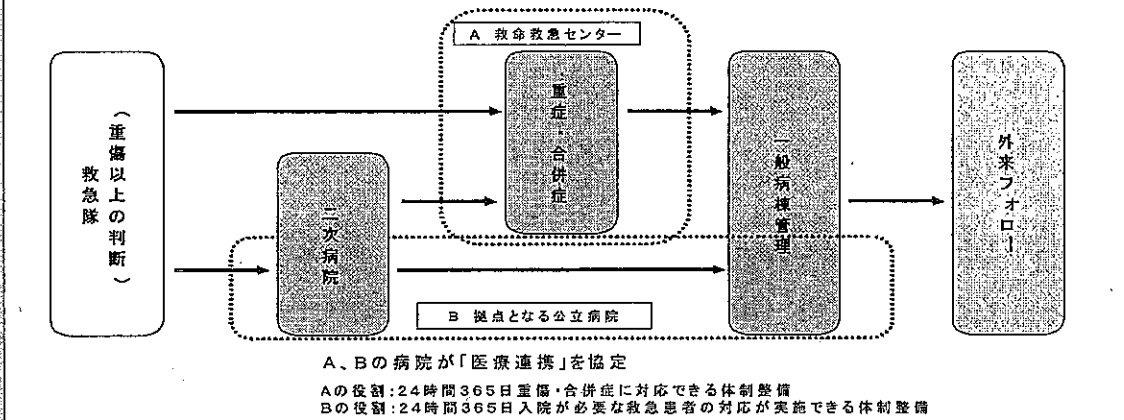 A 救命救急センター
救急隊
（重傷以上の判断）
二次病院
重症・合併症
一般病棟管理
外来フォロー
B 拠点となる公立病院
A、Bの病院が「医療連携」を協定
Aの役割:24時間365日重傷・合併症に対応できる体制整備
Bの役割:24時間365日入院が必要な救急患者の対応が実施できる体制整備